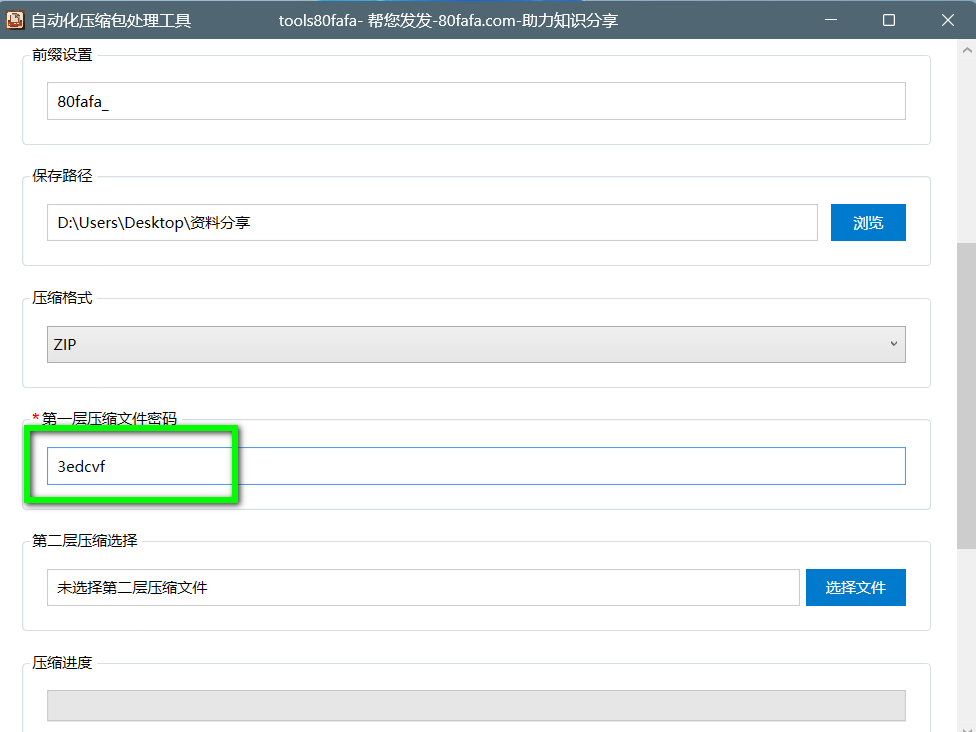 自动化压缩包处理工具 tools80fafa- 帮您发发-80fafa.com-助力知识分享
前缀设置
80fafa_
保存路径
D:\Users\Desktop\资料分享 浏览
压缩格式
ZIP
*第一层压缩文件密码
3edcvf
第二层压缩选择
未选择第二层压缩文件 选择文件
压缩进度